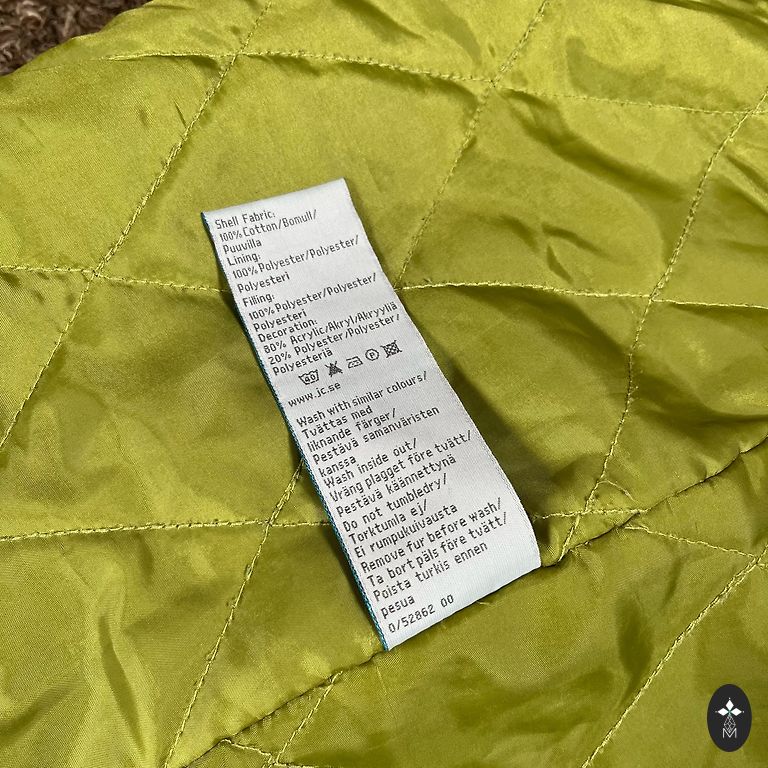 Shell Fabric:
100% Cotton/Bomull/
Puuvilla
Lining:
100% Polyester/Polyester/
Polyesteri
Filling:
100% Polyester/Polyester/
Polyesteri
Decoration:
80% Acrylic/Akryl/Akryyliä
20% Polyester/Polyester/
Polyesteriä
40
www.jc.se
Wash with similar colours/
Tvättas med
liknande färger/
Pestävä samanväristen
kanssa
Wash inside out/
Vräng plagget före tvätt/
Pestävä käännettynä
Do not tumbledry/
Torktumla ej/
Ei rumpukuivausta
Remove fur before wash/
Ta bort päls före tvätt/
Poista turkis ennen
pesua
0/52862 00
M